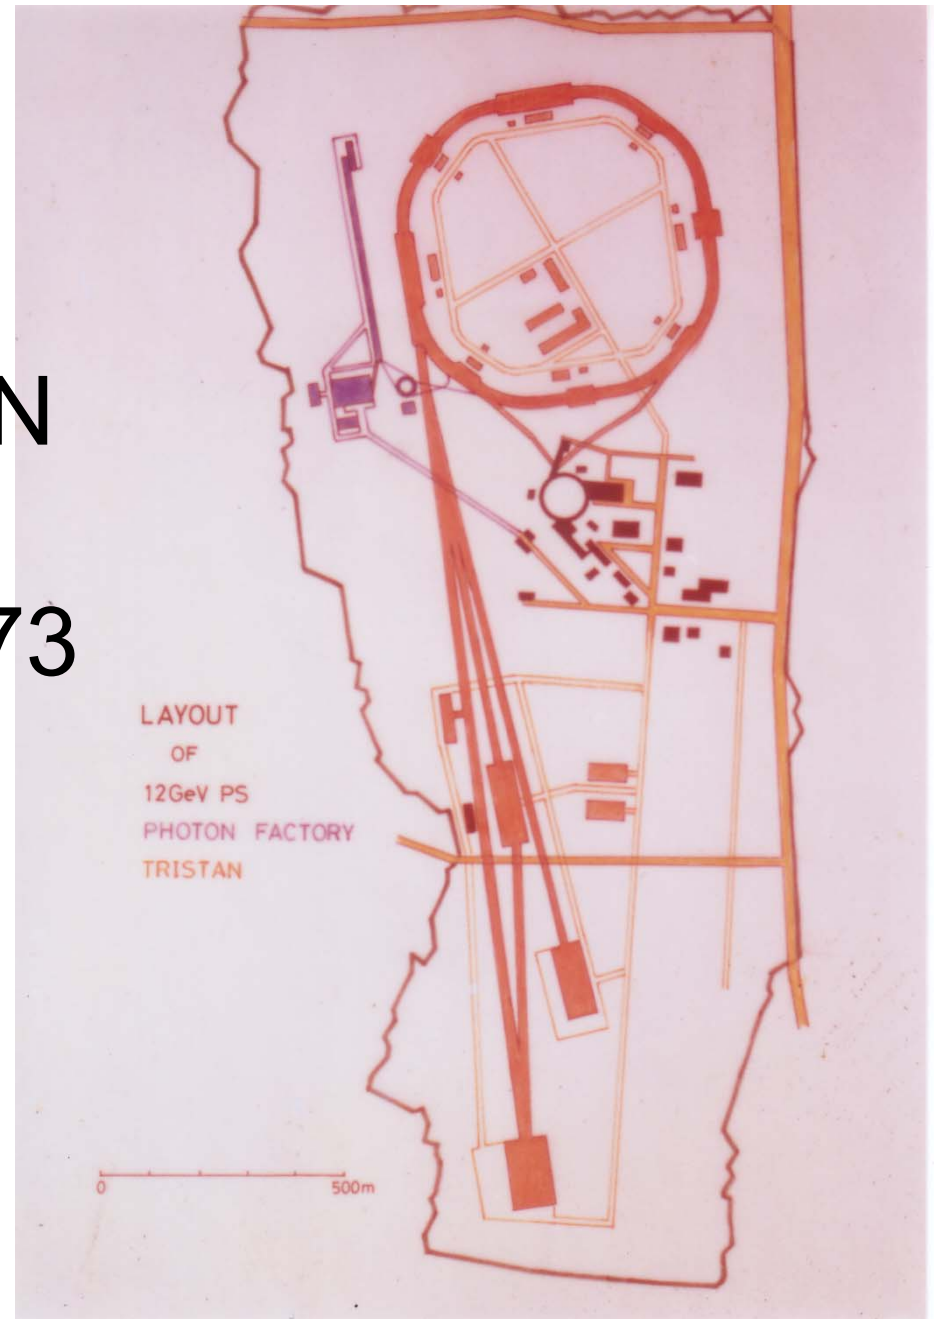 N
73
LAYOUT
OF
12GeV PS
PHOTON FACTORY
TRISTAN
0 500m